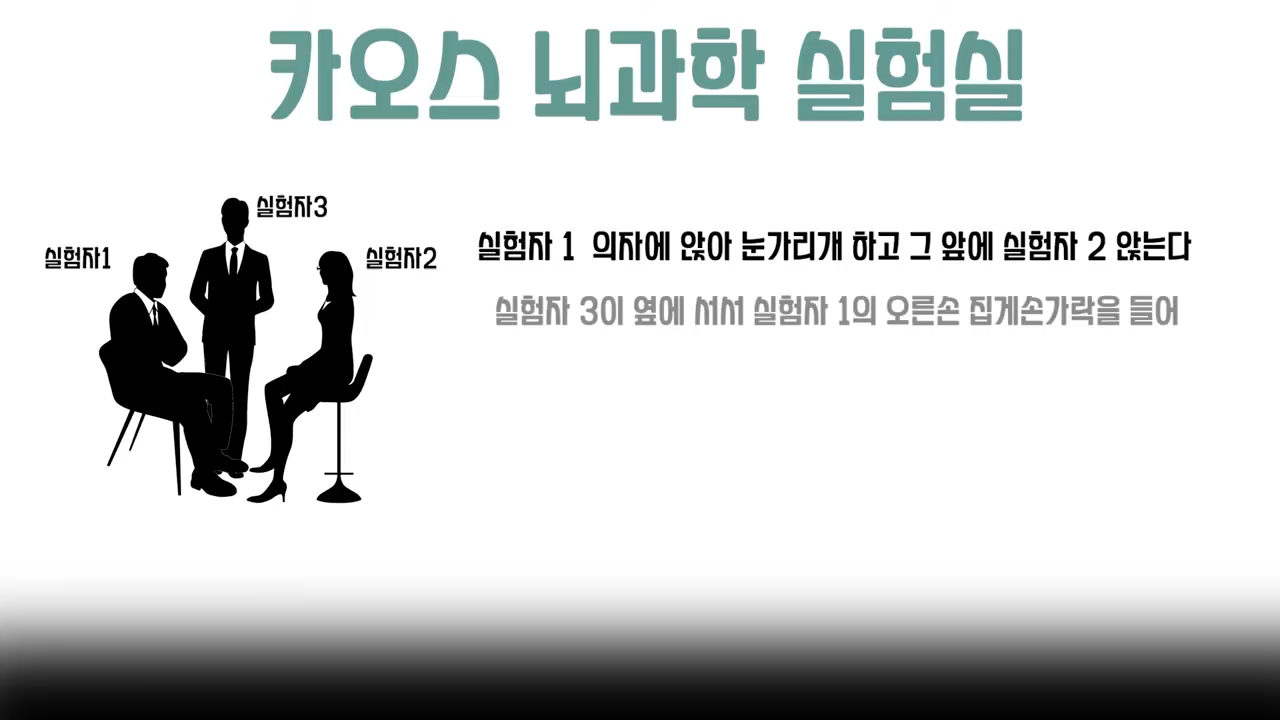 카오스 뇌과학 실험실
실험자3
실험자1
실험자2
실험자 1 의자에 앉아 눈가리개 하고 그 앞에 실험자 2 앉는다
실험자 3이 옆에 서서 실험자 1의 오른손 집게손가락을 들어